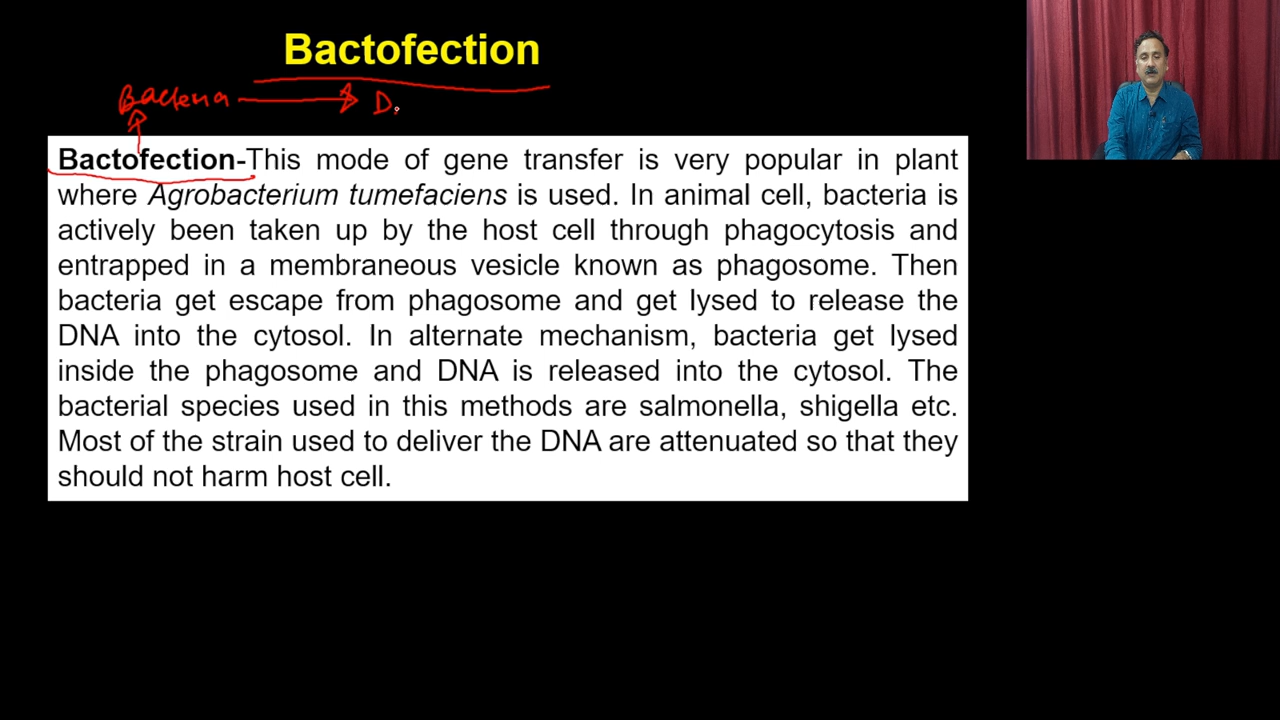 Bactofection
Bacteria D.
Bactofection-This mode of gene transfer is very popular in plant
where Agrobacterium tumefaciens is used. In animal cell, bacteria is
actively been taken up by the host cell through phagocytosis and
entrapped in a membraneous vesicle known as phagosome. Then
bacteria get escape from phagosome and get lysed to release the
DNA into the cytosol. In alternate mechanism, bacteria get lysed
inside the phagosome and DNA is released into the cytosol. The
bacterial species used in this methods are salmonella, shigella etc.
Most of the strain used to deliver the DNA are attenuated so that they
should not harm host cell.